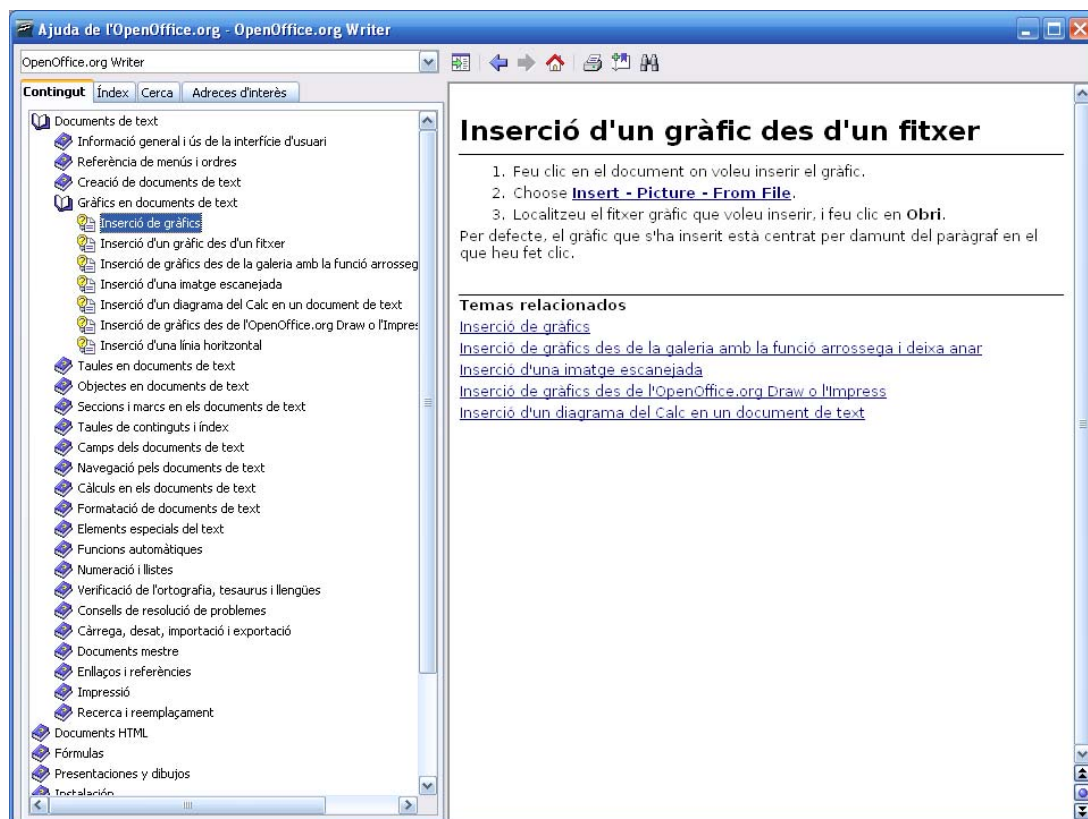 Ajuda de l'OpenOffice.org - OpenOffice.org Writer
OpenOffice.org Writer
Contingut Índex Cerca Adreces d'interès
Documents de text
Informació general i ús de la interfície d'usuari
Referència de menús i ordres
Creació de documents de text
Gràfics en documents de text
Inserció de gràfics
Inserció d'un gràfic des d'un fitxer
Inserció de gràfics des de la galeria amb la funció arrosseg
Inserció d'una imatge escanejada
Inserció d'un diagrama del Calc en un document de text
Inserció de gràfics des de l'OpenOffice.org Draw o l'Impres
Inserció d'una línia horitzontal
Taules en documents de text
Objectes en documents de text
Seccions i marcs en els documents de text
Taules de continguts i índex
Camps dels documents de text
Navegació pels documents de text
Càlculs en els documents de text
Formatació de documents de text
Elements especials del text
Funcions automàtiques
Numeració i llistes
Verificació de l'ortografia, tesaurus i llengües
Consells de resolució de problemes
Càrrega, desat, importació i exportació
Documents mestre
Enllaços i referències
Impressió
Recerca i reemplaçament
Documents HTML
Fórmulas
Presentaciones y dibujos
Instalación
Inserció d'un gràfic des d'un fitxer
1. Feu clic en el document on voleu inserir el gràfic.
2. Choose Insert - Picture - From File.
3. Localitzeu el fitxer gràfic que voleu inserir, i feu clic en Obri.
Per defecte, el gràfic que s'ha inserit està centrat per damunt del paràgraf en el
que heu fet clic.
Temas relacionados
Inserció de gràfics
Inserció de gràfics des de la galeria amb la funció arrossega i deixa anar
Inserció d'una imatge escanejada
Inserció de gràfics des de l'OpenOffice.org Draw o l'Impress
Inserció d'un diagrama del Calc en un document de text